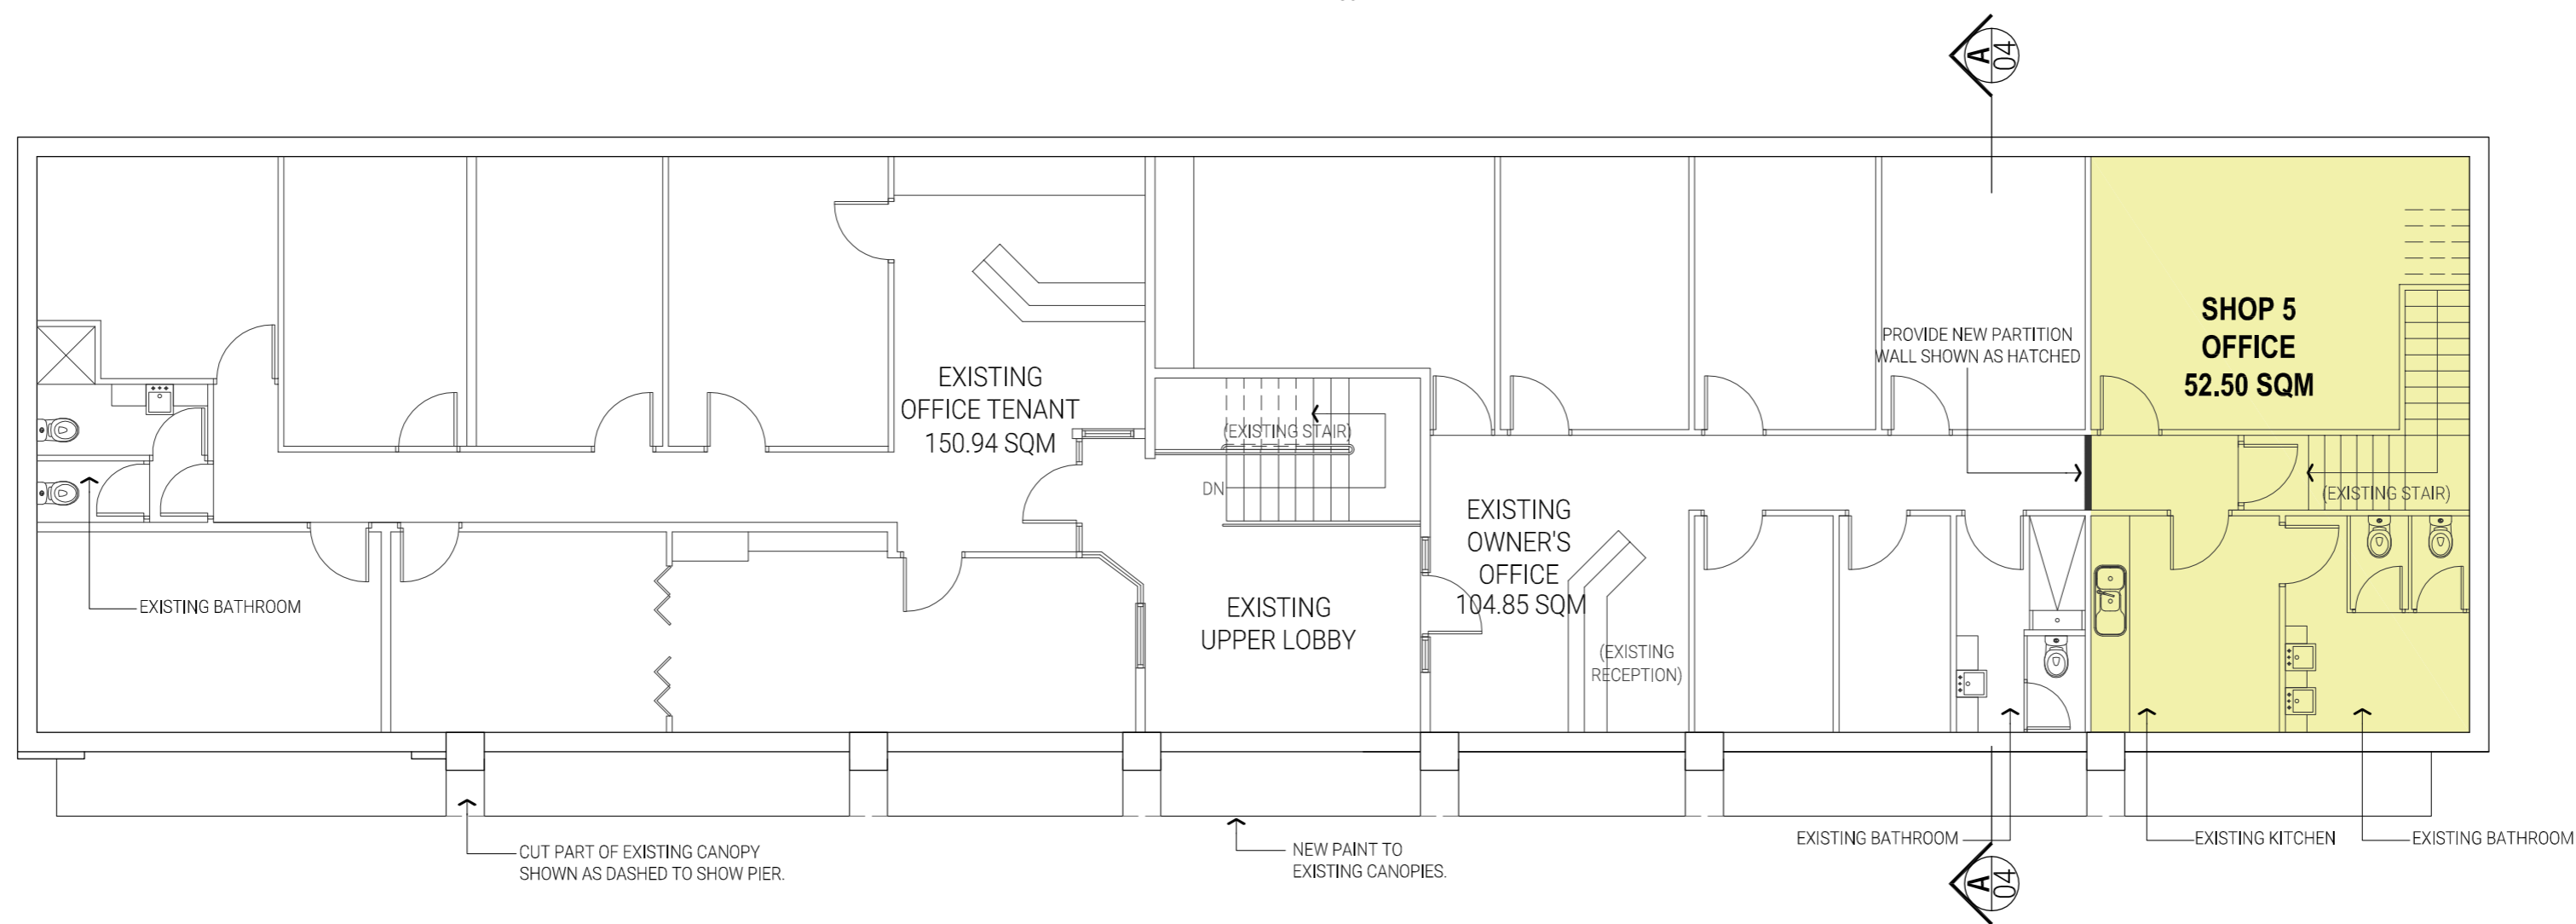 A
04
SHOP 5
OFFICE
52.50 SQM
PROVIDE NEW PARTITION
WALL SHOWN AS HATCHED
EXISTING
OFFICE TENANT
150.94 SQM
(EXISTING STAIR)
DN
(EXISTING STAIR)
EXISTING
OWNER'S
OFFICE
104.85 SQM
EXISTING BATHROOM
EXISTING
UPPER LOBBY
(EXISTING
RECEPTION)
EXISTING BATHROOM
EXISTING KITCHEN
EXISTING BATHROOM
CUT PART OF EXISTING CANOPY
SHOWN AS DASHED TO SHOW PIER.
NEW PAINT TO
EXISTING CANOPIES.
A
04